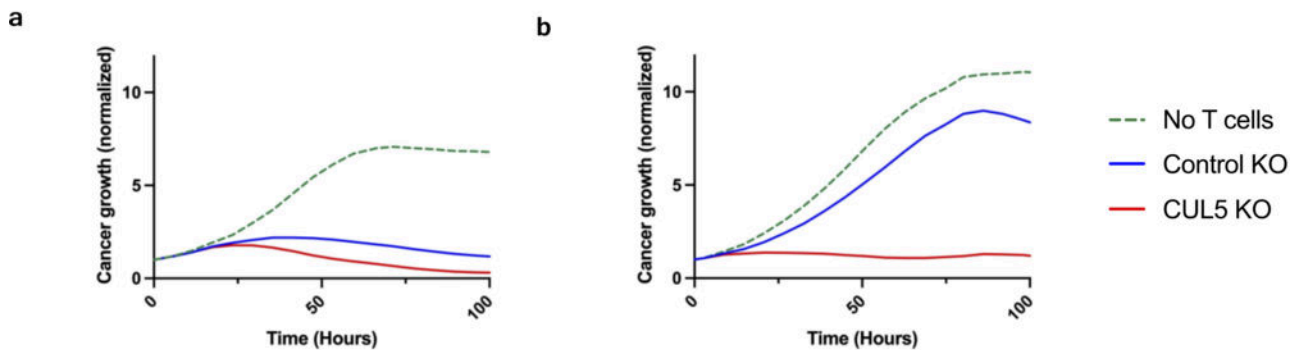 a
Cancer growth (normalized)
10
5
0
0
50
100
Time (Hours)
b
Cancer growth (normalized)
10
5
0
0
50
100
Time (Hours)
No T cells
Control KO
CUL5 KO